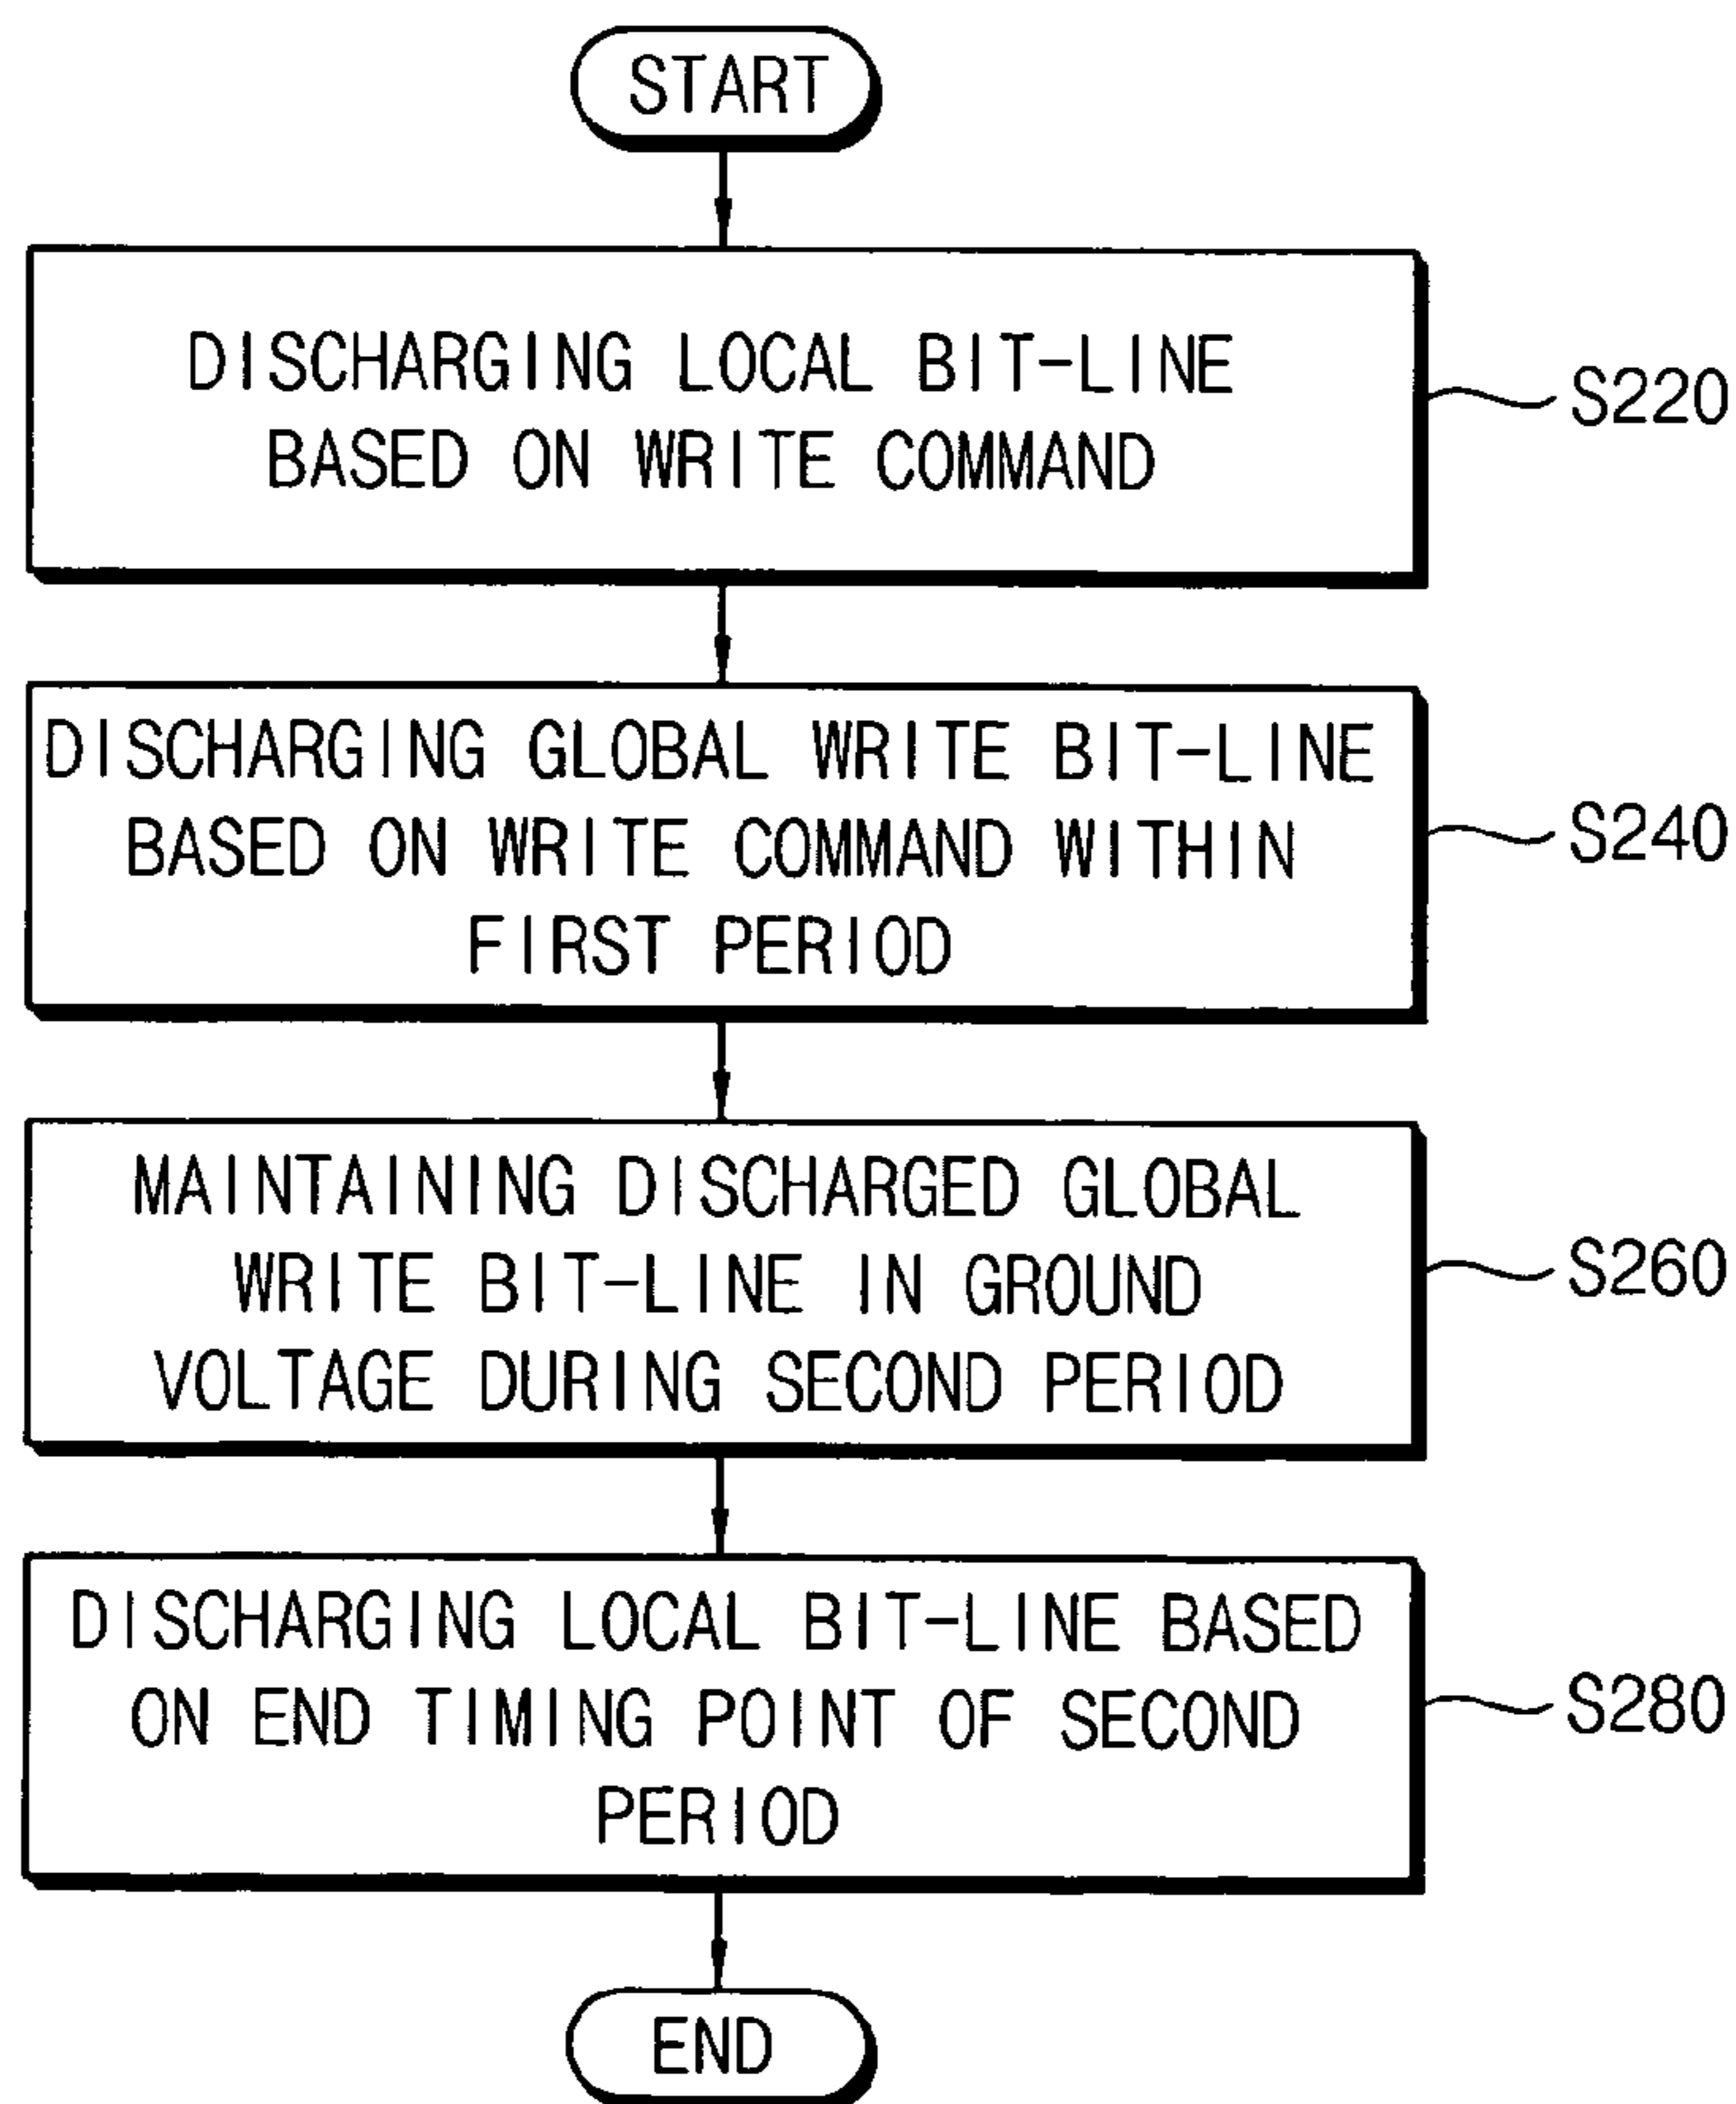 START
DISCHARGING LOCAL BIT-LINE
BASED ON WRITE COMMAND
S220
DISCHARGING GLOBAL WRITE BIT-LINE
BASED ON WRITE COMMAND WITHIN
FIRST PERIOD
S240
MAINTAINING DISCHARGED GLOBAL
WRITE BIT-LINE IN GROUND
VOLTAGE DURING SECOND PERIOD
S260
DISCHARGING LOCAL BIT-LINE BASED
ON END TIMING POINT OF SECOND
PERIOD
S280
END